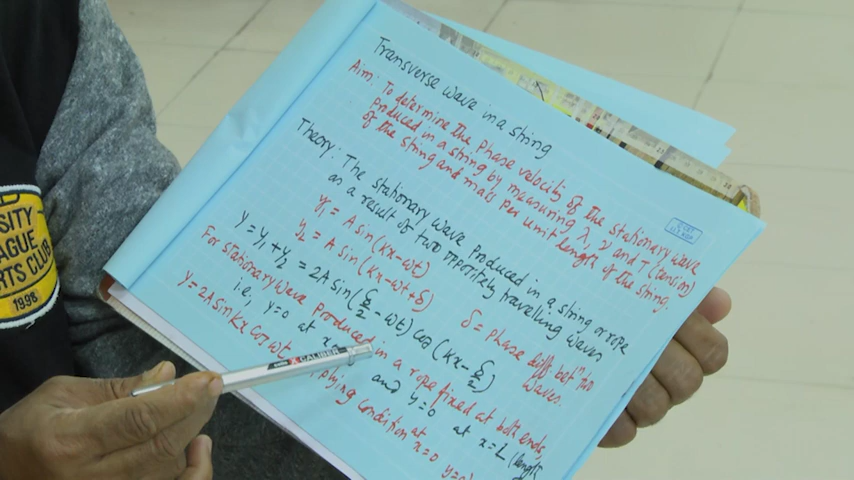 Transverse wave in a string
Aim: To determine the Phase velocity of the stationary wave
produced in a string by measuring λ, ν and T (tension)
of the string and mass per unit length of the string.
Theory: The stationary wave produced in a string or rope
as a result of two oppositely travelling waves
y₁ = A sin(kx-ωt)
y₂ = A sin(kx-ωt+δ) δ = phase diff. betⁿ two waves.
y = y₁ + y₂ = 2A sin(δ/2 - ωt) cos(kx - δ/2)
For stationary wave produced in a rope fixed at both ends,
i.e, y=0 at x and y=0 at x=L (length
y = 2A sin kx cos ωt condition at x=0 y=0
CALIBER
SITY
AGUE
RTS CLUB
1998